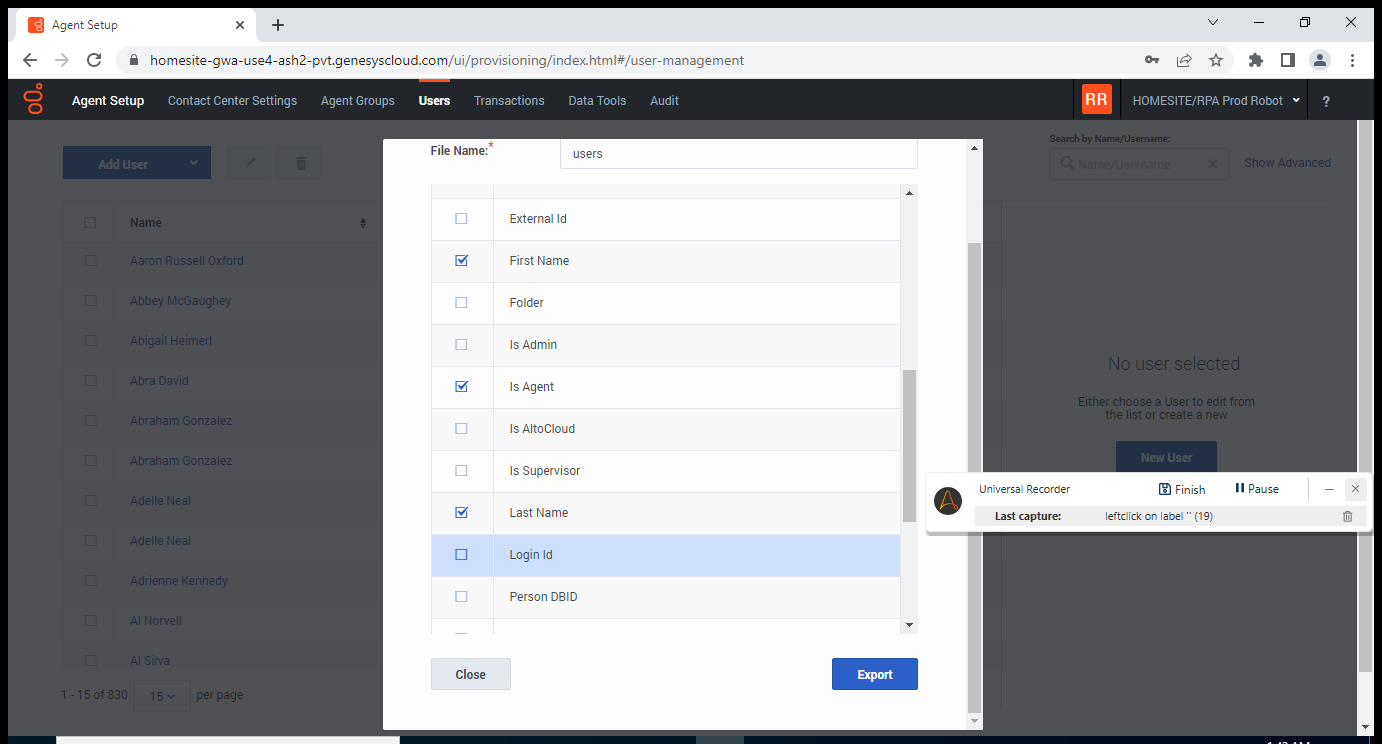 Agent Setup
homesite-gwa-use4-ash2-pvt.genesyscloud.com/ui/provisioning/index.html#/user-management
Agent Setup Contact Center Settings Agent Groups Users Transactions Data Tools Audit RR HOMESITE/RPA Prod Robot ?
Add User
Search by Name/Username:
Name/Username
Show Advanced
Name
Aaron Russell Oxford
Abbey McGaughey
Abigail Heimerl
Abra David
Abraham Gonzalez
Abraham Gonzalez
Adelle Neal
Adelle Neal
Adrienne Kennedy
Al Norvell
Al Silva
1 - 15 of 830 15 per page
File Name:* users
External Id
First Name
Folder
Is Admin
Is Agent
Is AltoCloud
Is Supervisor
Last Name
Login Id
Person DBID
Close Export
No user selected
Either choose a User to edit from
the list or create a new
New User
Universal Recorder Finish Pause
Last capture: leftclick on label '' (19)